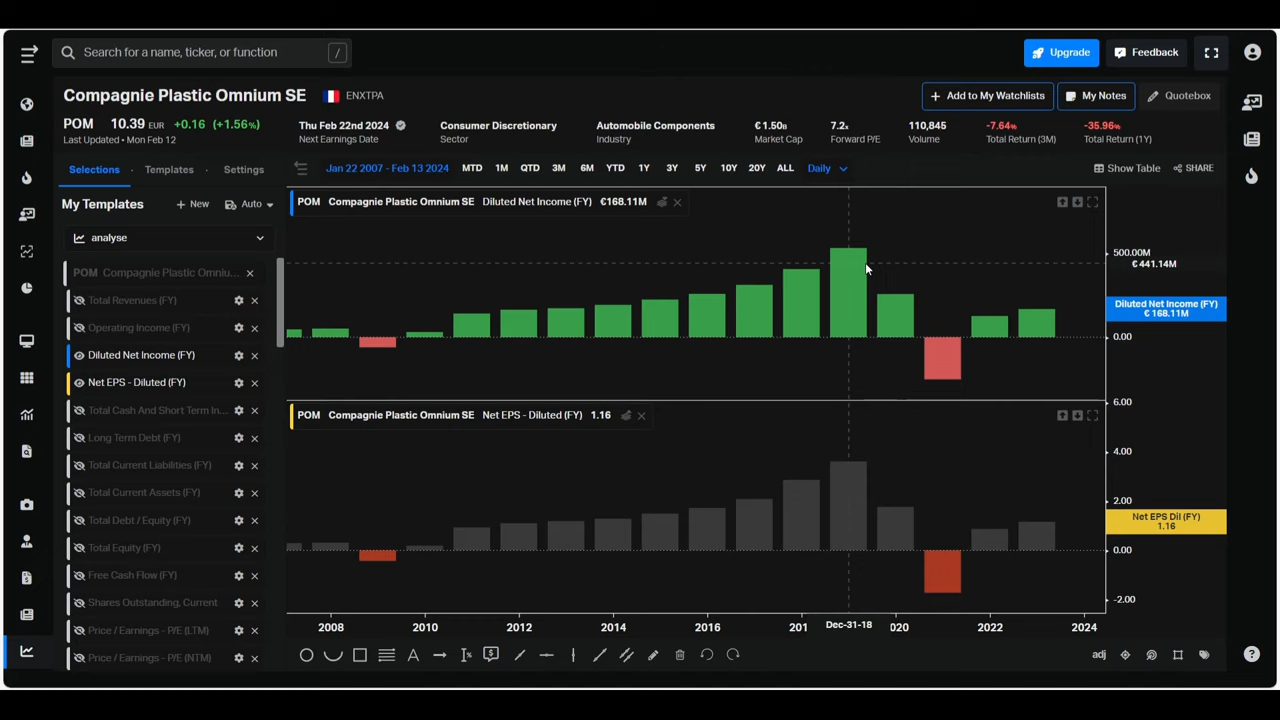 Search for a name, ticker, or function
/
Upgrade
Feedback
Compagnie Plastic Omnium SE
ENXTPA
+ Add to My Watchlists
My Notes
Quotebox
POM 10.39 EUR +0.16 (+1.56%)
Last Updated • Mon Feb 12
Thu Feb 22nd 2024
Next Earnings Date
Consumer Discretionary
Sector
Automobile Components
Industry
€ 1.50B
Market Cap
7.2x
Forward P/E
110,845
Volume
-7.64%
Total Return (3M)
-35.96%
Total Return (1Y)
Selections • Templates • Settings
Jan 22 2007 - Feb 13 2024
MTD 1M QTD 3M 6M YTD 1Y 3Y 5Y 10Y 20Y ALL
Daily
Show Table
SHARE
My Templates
+ New
Auto
analyse
POM Compagnie Plastic Omniu...
Total Revenues (FY)
Operating Income (FY)
Diluted Net Income (FY)
Net EPS - Diluted (FY)
Total Cash And Short Term In...
Long Term Debt (FY)
Total Current Liabilities (FY)
Total Current Assets (FY)
Total Debt / Equity (FY)
Total Equity (FY)
Free Cash Flow (FY)
Shares Outstanding, Current
Price / Earnings - P/E (LTM)
Price / Earnings - P/E (NTM)
POM Compagnie Plastic Omnium SE Diluted Net Income (FY) €168.11M
500.00M
€ 441.14M
Diluted Net Income (FY)
€ 168.11M
0.00
POM Compagnie Plastic Omnium SE Net EPS - Diluted (FY) 1.16
6.00
4.00
2.00
Net EPS Dil (FY)
1.16
0.00
-2.00
2008 2010 2012 2014 2016 201 Dec-31-18 020 2022 2024
A
adj
?